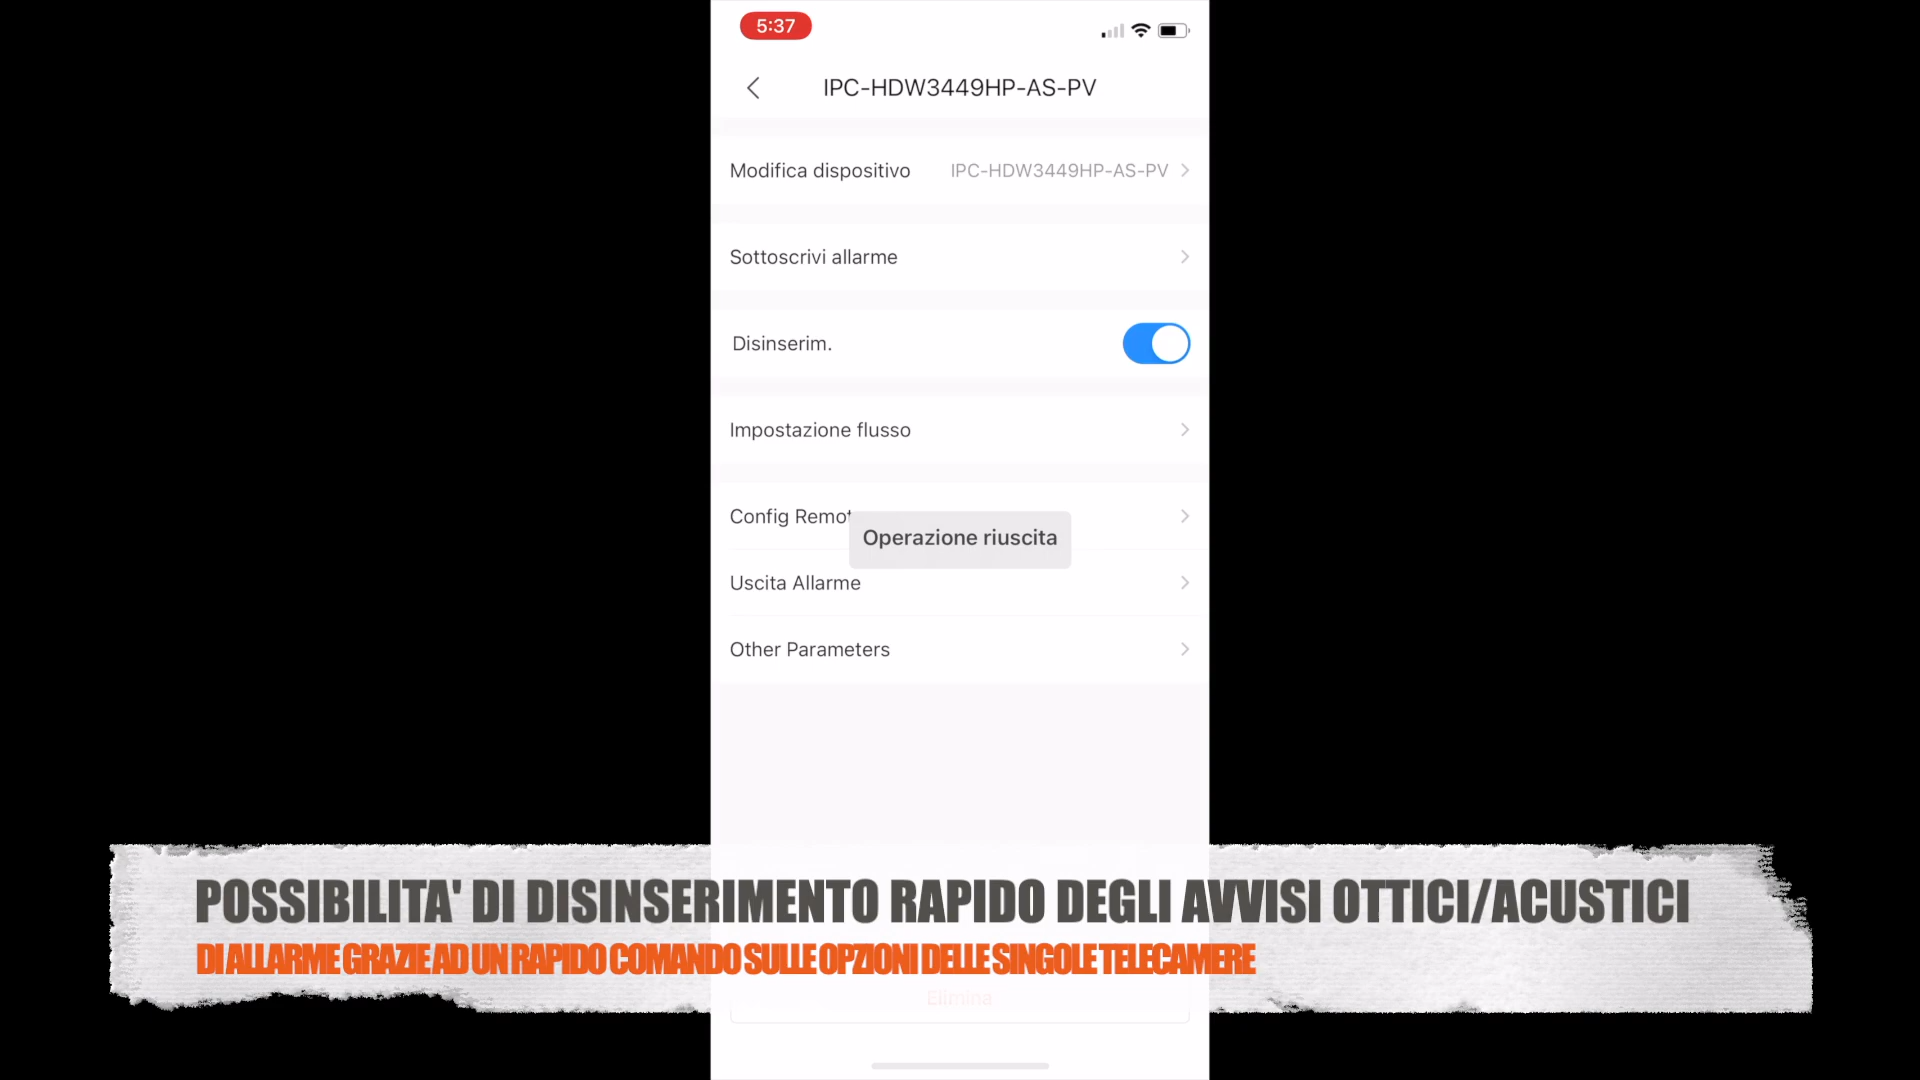 5:37
IPC-HDW3449HP-AS-PV
Modifica dispositivo IPC-HDW3449HP-AS-PV
Sottoscrivi allarme
Disinserim.
Impostazione flusso
Config Remot
Operazione riuscita
Uscita Allarme
Other Parameters
POSSIBILITA' DI DISINSERIMENTO RAPIDO DEGLI AVVISI OTTICI/ACUSTICI
DI ALLARME GRAZIE AD UN RAPIDO COMANDO SULLE OPZIONI DELLE SINGOLE TELECAMERE
Elimina